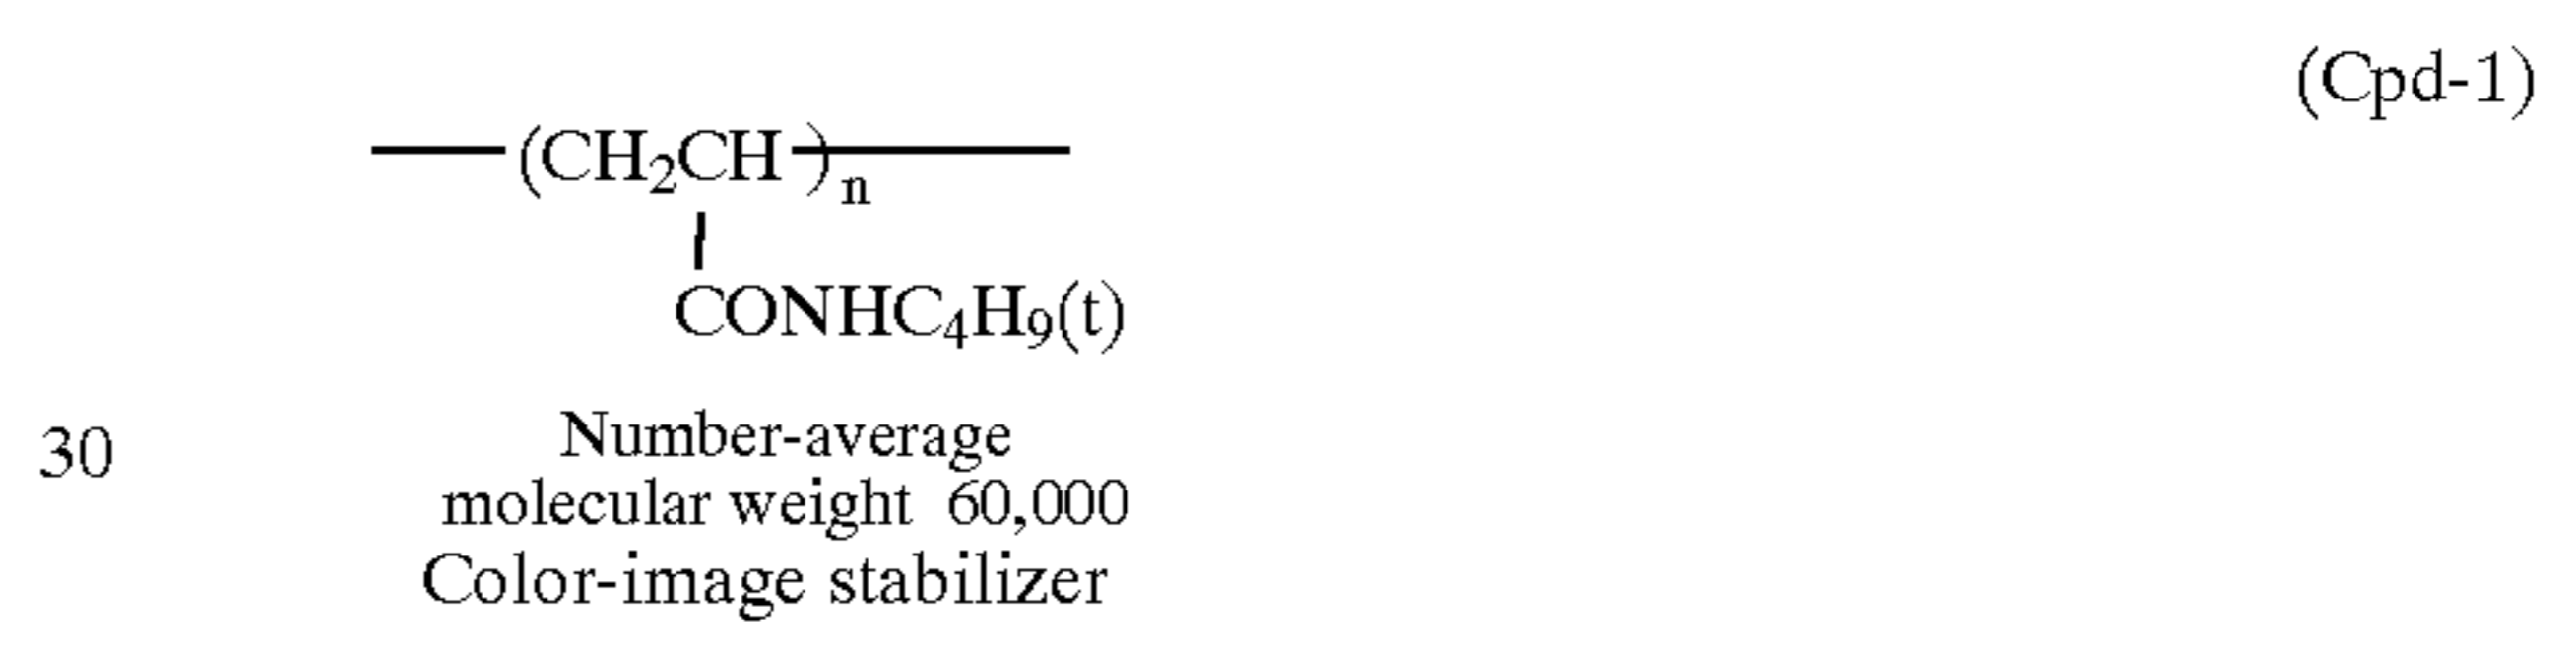 (Cpd-1)
(CH₂CH)ₙ
CONHC₄H₉(t)
30
Number-average
molecular weight 60,000
Color-image stabilizer